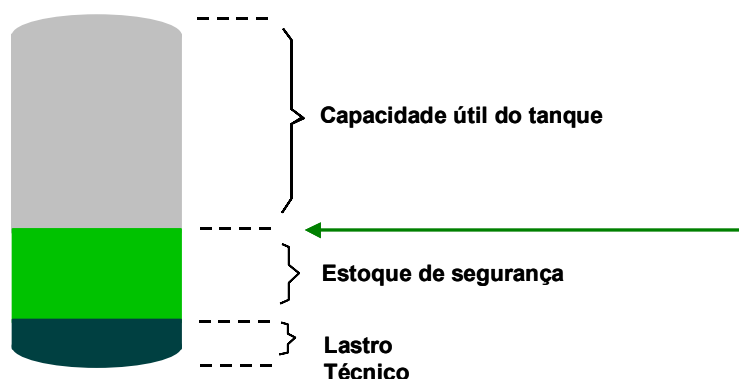 Capacidade útil do tanque
Estoque de segurança
Lastro
Técnico